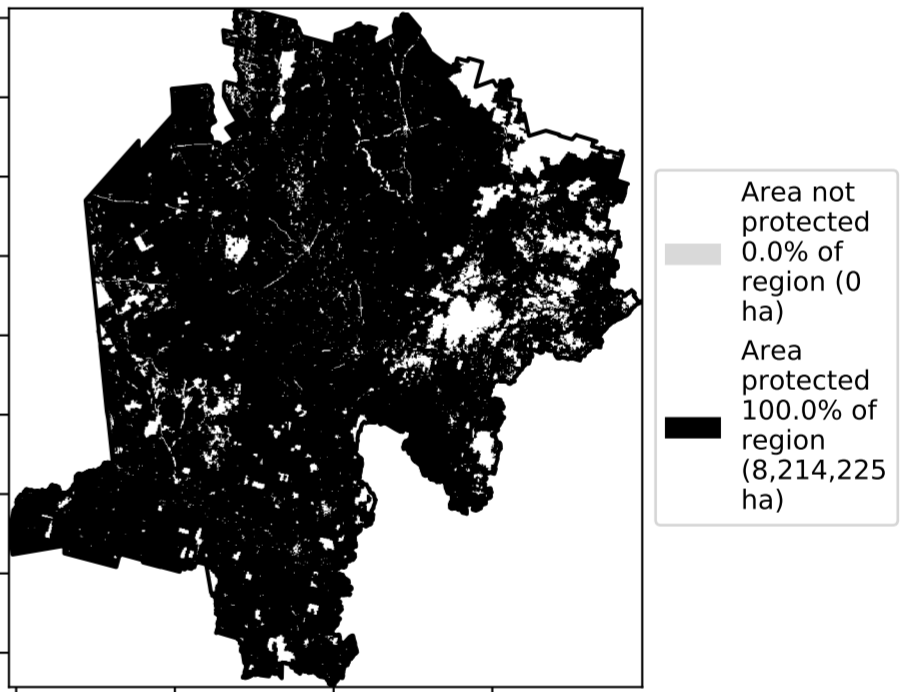 Area not
protected
0.0% of
region (0
ha)
Area
protected
100.0% of
region
(8,214,225
ha)